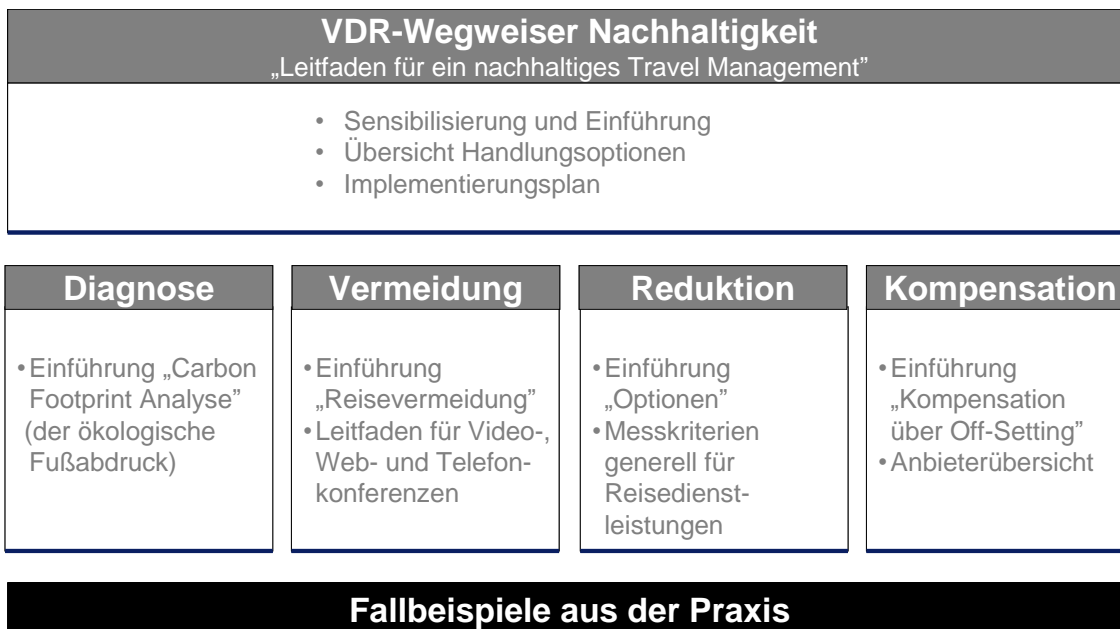 VDR-Wegweiser Nachhaltigkeit
„Leitfaden für ein nachhaltiges Travel Management”
• Sensibilisierung und Einführung
• Übersicht Handlungsoptionen
• Implementierungsplan
Diagnose
• Einführung „Carbon
Footprint Analyse”
(der ökologische
Fußabdruck)
Vermeidung
• Einführung
„Reisevermeidung”
• Leitfaden für Video-,
Web- und Telefon-
konferenzen
Reduktion
• Einführung
„Optionen”
• Messkriterien
generell für
Reisedienst-
leistungen
Kompensation
• Einführung
„Kompensation
über Off-Setting”
• Anbieterübersicht
Fallbeispiele aus der Praxis